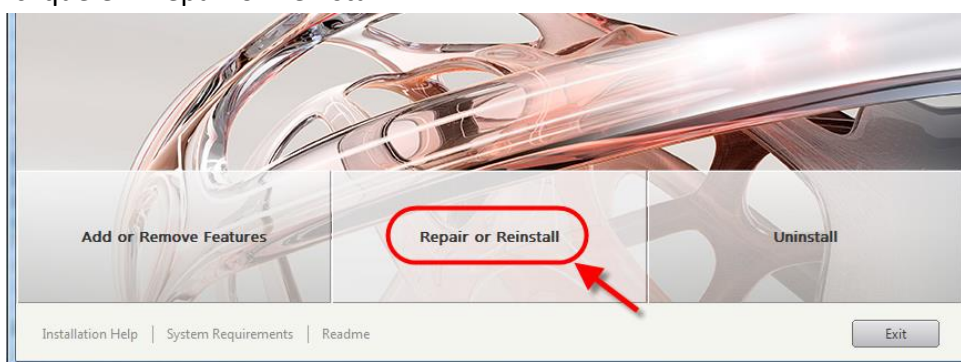 Add or Remove Features
Repair or Reinstall
Uninstall
Installation Help | System Requirements | Readme
Exit